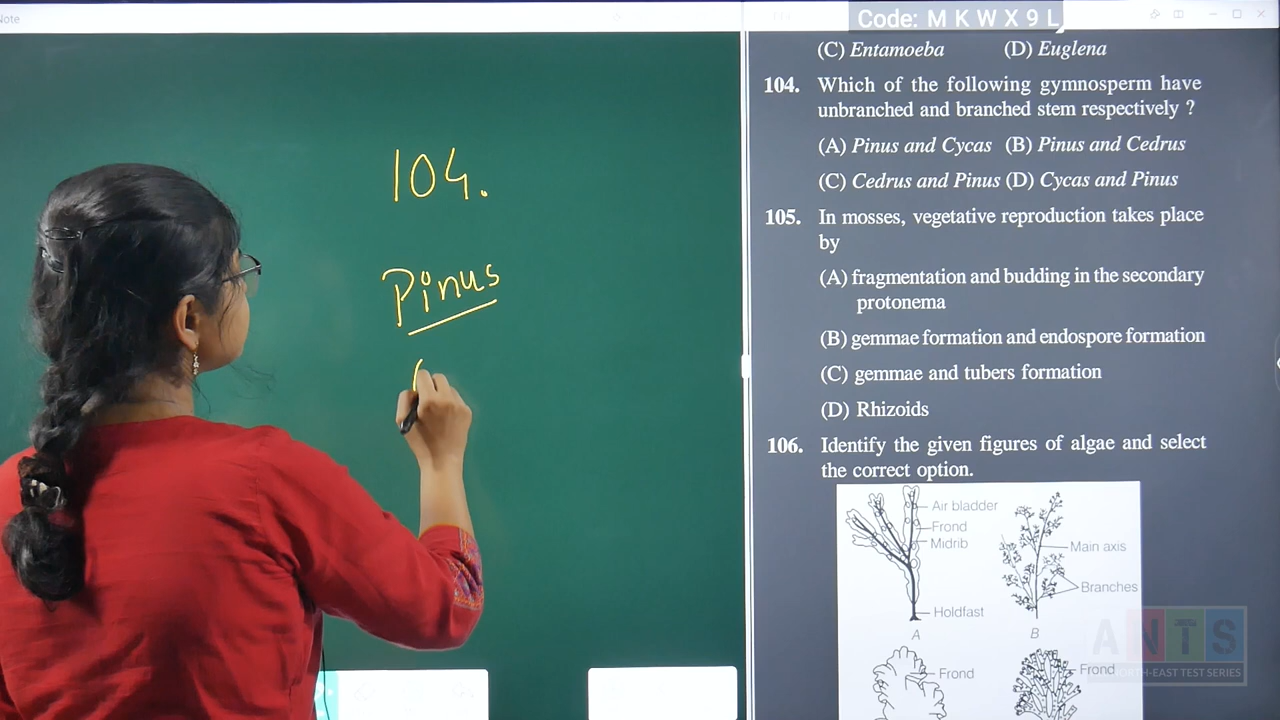 Note
Code: M K W X 9 L
104.
Pinus
(C) Entamoeba (D) Euglena
104. Which of the following gymnosperm have
unbranched and branched stem respectively ?
(A) Pinus and Cycas (B) Pinus and Cedrus
(C) Cedrus and Pinus (D) Cycas and Pinus
105. In mosses, vegetative reproduction takes place
by
(A) fragmentation and budding in the secondary
protonema
(B) gemmae formation and endospore formation
(C) gemmae and tubers formation
(D) Rhizoids
106. Identify the given figures of algae and select
the correct option.
Air bladder
Frond
Midrib
Main axis
Branches
Holdfast
A B
Frond Frond
ANTS
NORTH-EAST TEST SERIES